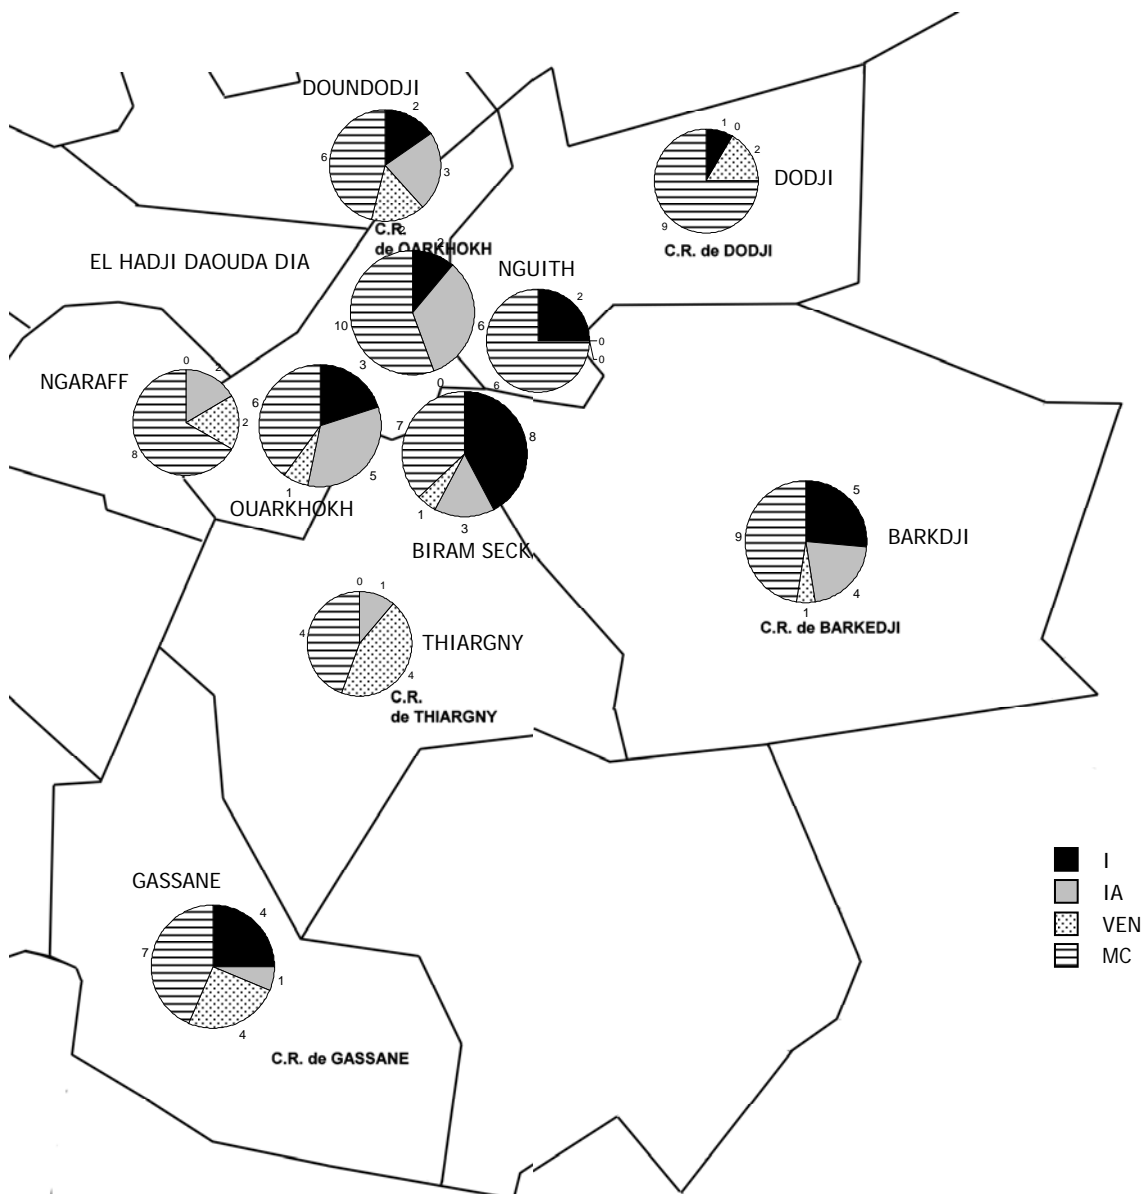 DOUNDODJI
2
3
2
6
C.R.
de OARKHOKH
1
0
2
9
DODJI
C.R. de DODJI
EL HADJI DAOUDA DIA
2
6
0
10
NGUITH
2
0
0
6
NGARAFF
0
2
2
8
3
5
1
6
OUARKHOKH
8
3
1
7
BIRAM SECK
5
4
1
9
BARKDJI
C.R. de BARKEDJI
0
1
4
4
THIARGNY
C.R.
de THIARGNY
GASSANE
4
1
4
7
C.R. de GASSANE
I
IA
VEN
MC